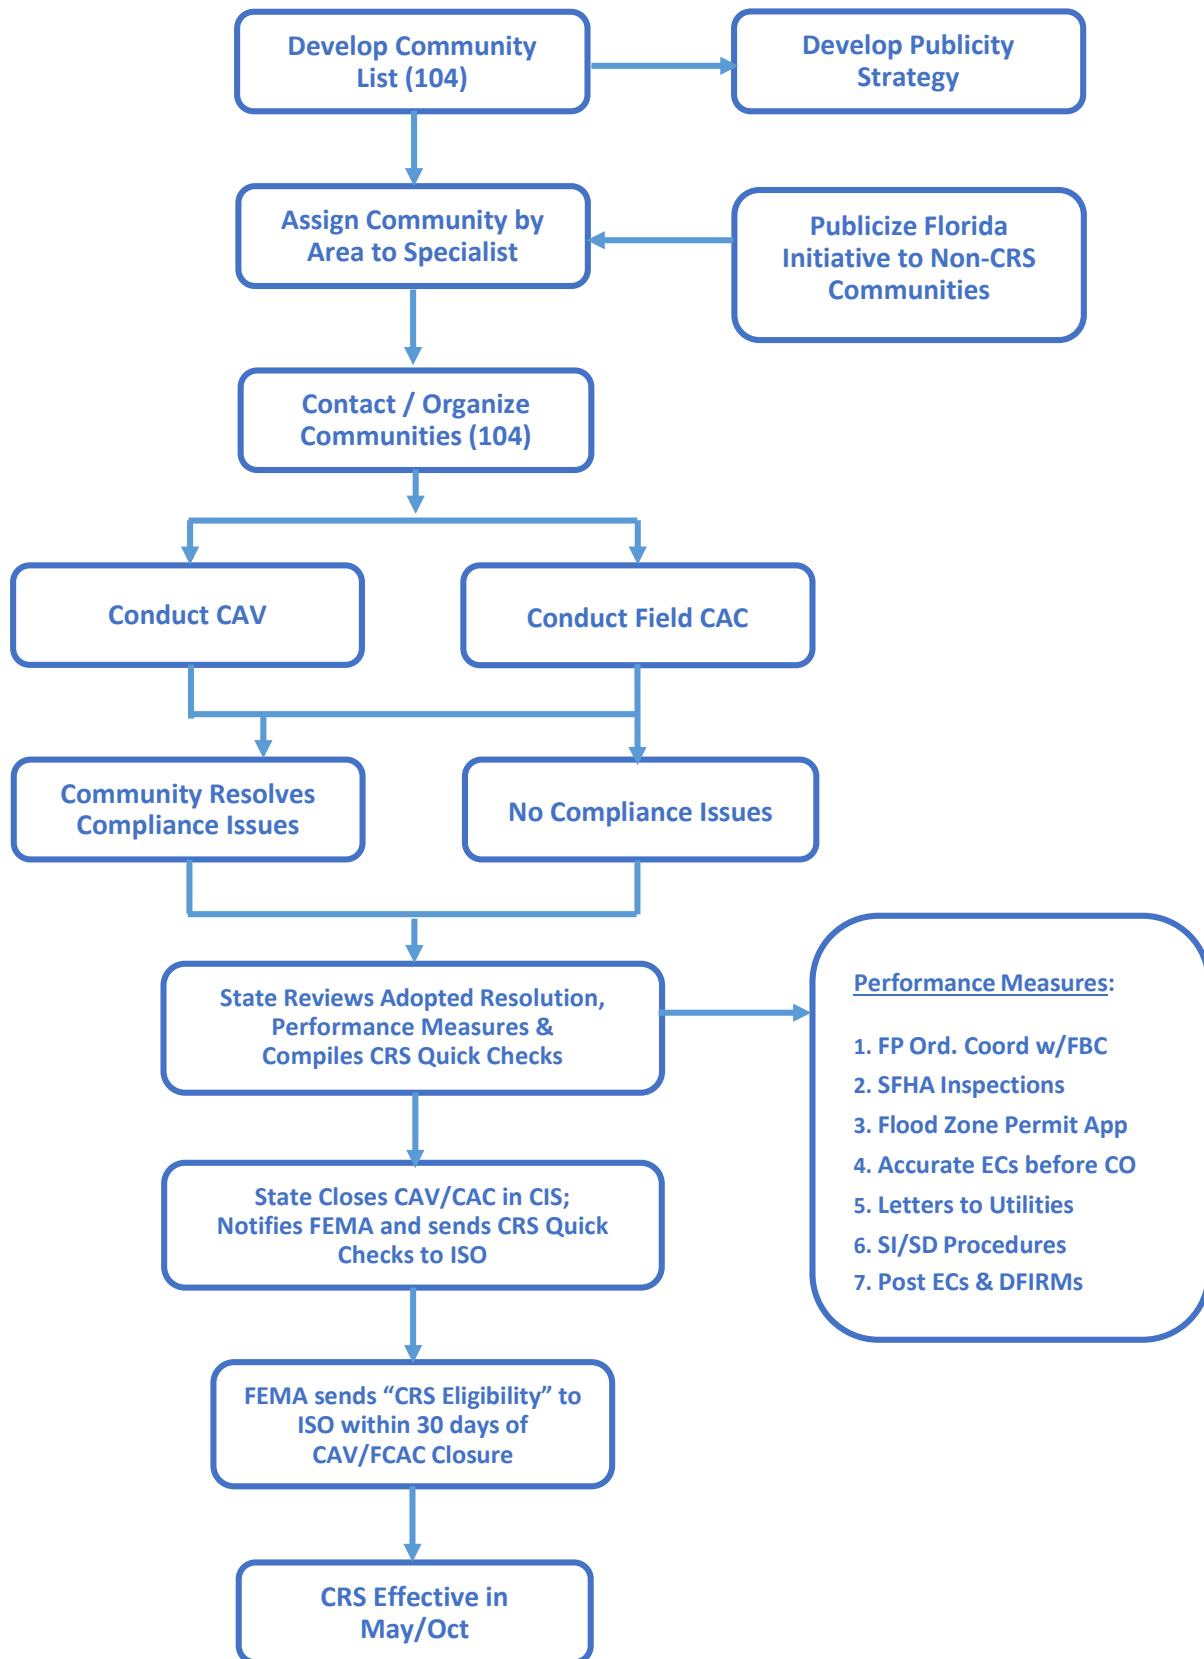 Develop Community
List (104)
Develop Publicity
Strategy
Assign Community by
Area to Specialist
Publicize Florida
Initiative to Non-CRS
Communities
Contact / Organize
Communities (104)
Conduct CAV
Conduct Field CAC
Community Resolves
Compliance Issues
No Compliance Issues
State Reviews Adopted Resolution,
Performance Measures &
Compiles CRS Quick Checks
Performance Measures:
1. FP Ord. Coord w/FBC
2. SFHA Inspections
3. Flood Zone Permit App
4. Accurate ECs before CO
5. Letters to Utilities
6. SI/SD Procedures
7. Post ECs & DFIRMs
State Closes CAV/CAC in CIS;
Notifies FEMA and sends CRS Quick
Checks to ISO
FEMA sends “CRS Eligibility” to
ISO within 30 days of
CAV/FCAC Closure
CRS Effective in
May/Oct